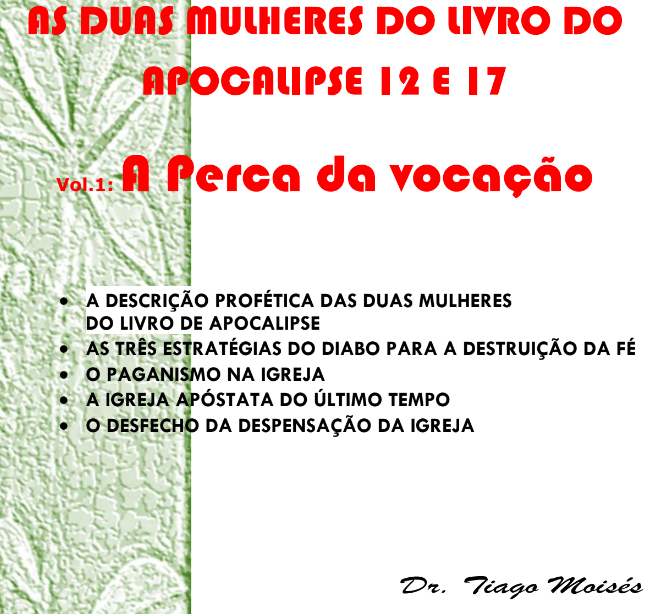 AS DUAS MULHERES DO LIVRO DO
APOCALIPSE 12 E 17
Vol.1: A Perca da vocação
• A DESCRIÇÃO PROFÉTICA DAS DUAS MULHERES
DO LIVRO DE APOCALIPSE
• AS TRÊS ESTRATÉGIAS DO DIABO PARA A DESTRUIÇÃO DA FÉ
• O PAGANISMO NA IGREJA
• A IGREJA APÓSTATA DO ÚLTIMO TEMPO
• O DESFECHO DA DESPENSAÇÃO DA IGREJA
Dr. Tiago Moisés